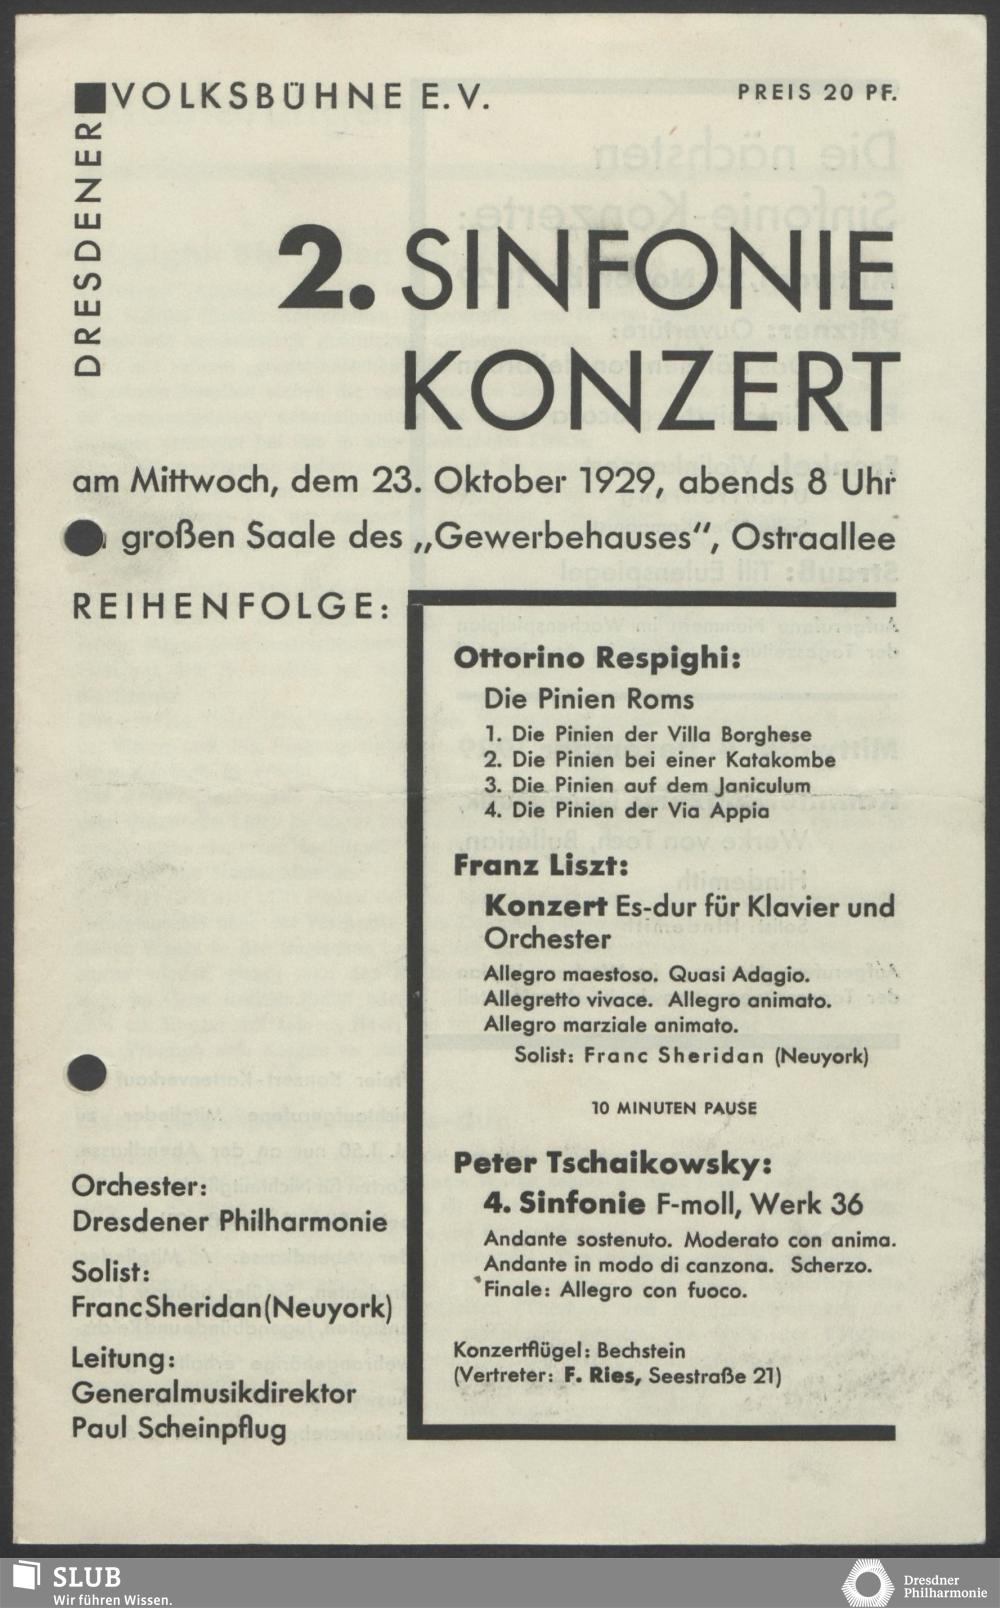 DRESDENER
VOLKSBÜHNE E.V.
PREIS 20 PF.
2. SINFONIE
KONZERT
am Mittwoch, dem 23. Oktober 1929, abends 8 Uhr
großen Saale des „Gewerbehauses“, Ostraallee
REIHENFOLGE:
Ottorino Respighi:
Die Pinien Roms
1. Die Pinien der Villa Borghese
2. Die Pinien bei einer Katakombe
3. Die Pinien auf dem Janiculum
4. Die Pinien der Via Appia
Franz Liszt:
Konzert Es-dur für Klavier und
Orchester
Allegro maestoso. Quasi Adagio.
Allegretto vivace. Allegro animato.
Allegro marziale animato.
Solist: Franc Sheridan (Neuyork)
10 MINUTEN PAUSE
Peter Tschaikowsky:
4. Sinfonie F-moll, Werk 36
Andante sostenuto. Moderato con anima.
Andante in modo di canzona. Scherzo.
Finale: Allegro con fuoco.
Konzertflügel: Bechstein
(Vertreter: F. Ries, Seestraße 21)
Orchester:
Dresdener Philharmonie
Solist:
Franc Sheridan (Neuyork)
Leitung:
Generalmusikdirektor
Paul Scheinpflug
SLUB
Wir führen Wissen.
Dresdner
Philharmonie